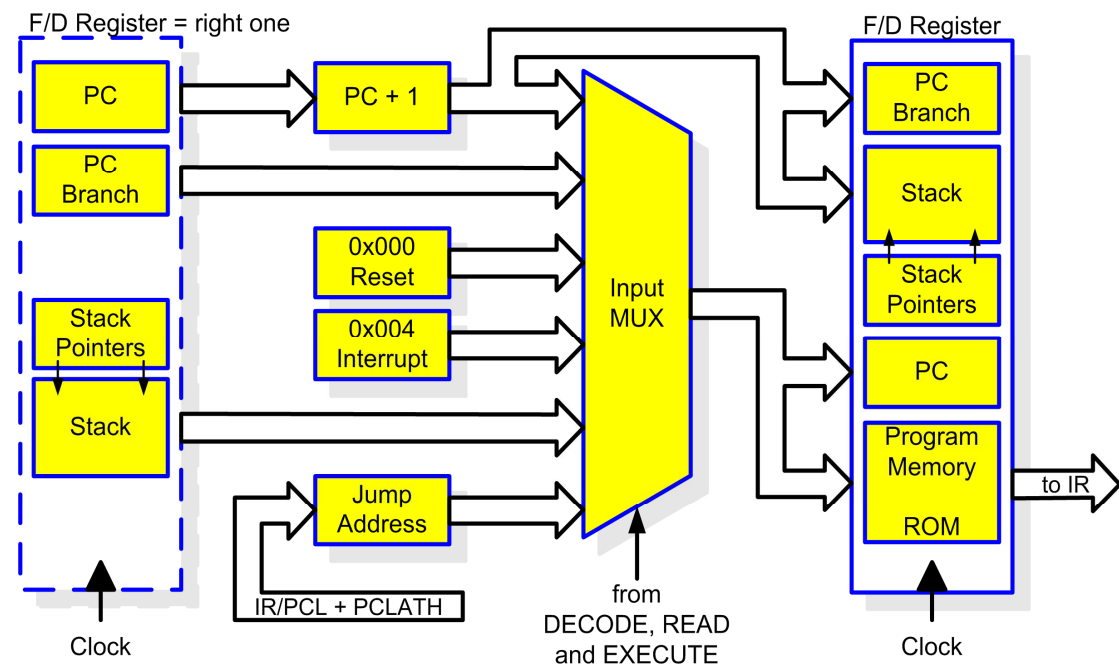 F/D Register = right one
F/D Register
PC
PC + 1
PC
Branch
PC
Branch
Stack
0x000
Reset
Stack
Pointers
Input
MUX
Stack
Pointers
0x004
Interrupt
PC
Stack
Program
Memory
ROM
to IR
Jump
Address
IR/PCL + PCLATH
from
DECODE, READ
and EXECUTE
Clock
Clock